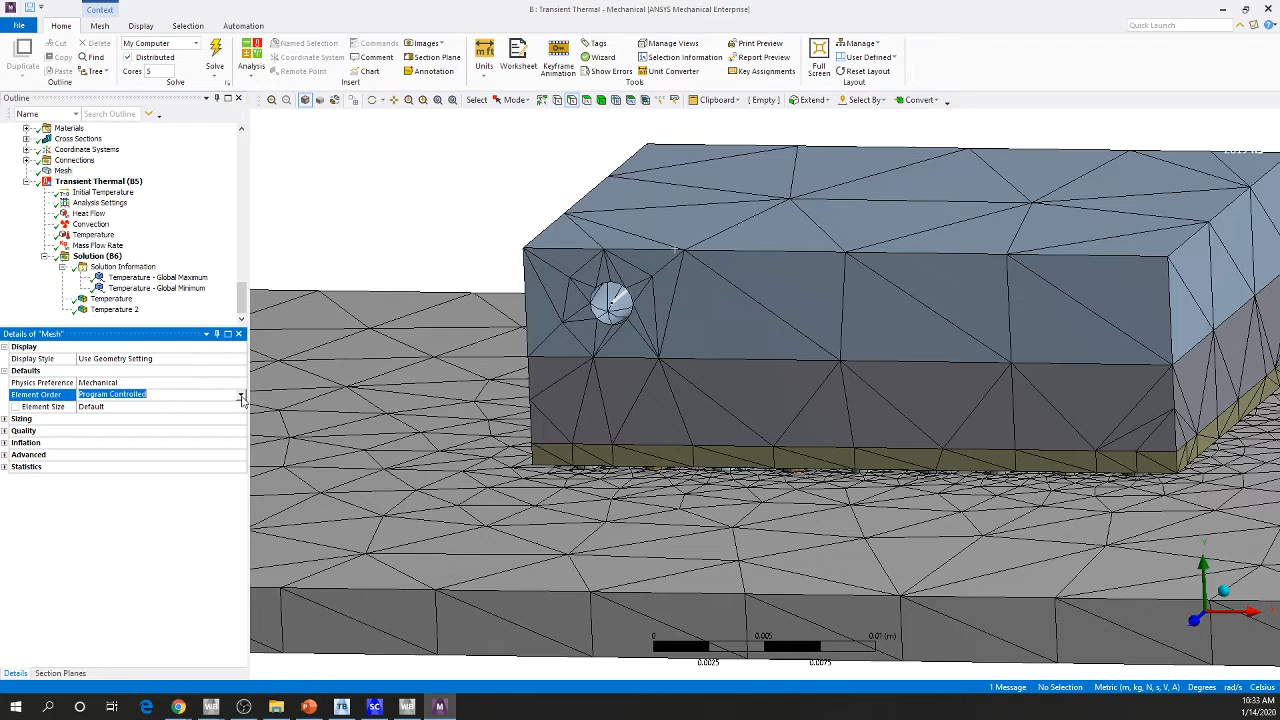 Context
B : Transient Thermal - Mechanical [ANSYS Mechanical Enterprise]
File Home Mesh Display Selection Automation
Quick Launch
Duplicate
Cut Delete
Copy Find
Paste Tree
Outline
My Computer
Distributed
Cores 5
Solve
Solve
Analysis
Named Selection Commands Images
Coordinate System Comment Section Plane
Remote Point Chart Annotation
Insert
Units Worksheet Keyframe Animation
Tags Manage Views Print Preview
Wizard Selection Information Report Preview
Show Errors Unit Converter Key Assignments
Tools
Full Screen
Manage
User Defined
Reset Layout
Layout
Outline
Name Search Outline
Select Mode Clipboard [ Empty ] Extend Select By Convert
Materials
Cross Sections
Coordinate Systems
Connections
Mesh
Transient Thermal (B5)
Initial Temperature
Analysis Settings
Heat Flow
Convection
Temperature
Mass Flow Rate
Solution (B6)
Solution Information
Temperature - Global Maximum
Temperature - Global Minimum
Temperature
Temperature 2
Details of "Mesh"
Display
Display Style Use Geometry Setting
Defaults
Physics Preference Mechanical
Element Order Program Controlled
Element Size Default
Sizing
Quality
Inflation
Advanced
Statistics
Y
X
0 0.005 0.01 (m)
0.0025 0.0075
Details Section Planes
1 Message No Selection Metric (m, kg, N, s, V, A) Degrees rad/s Celsius
10:33 AM
1/14/2020